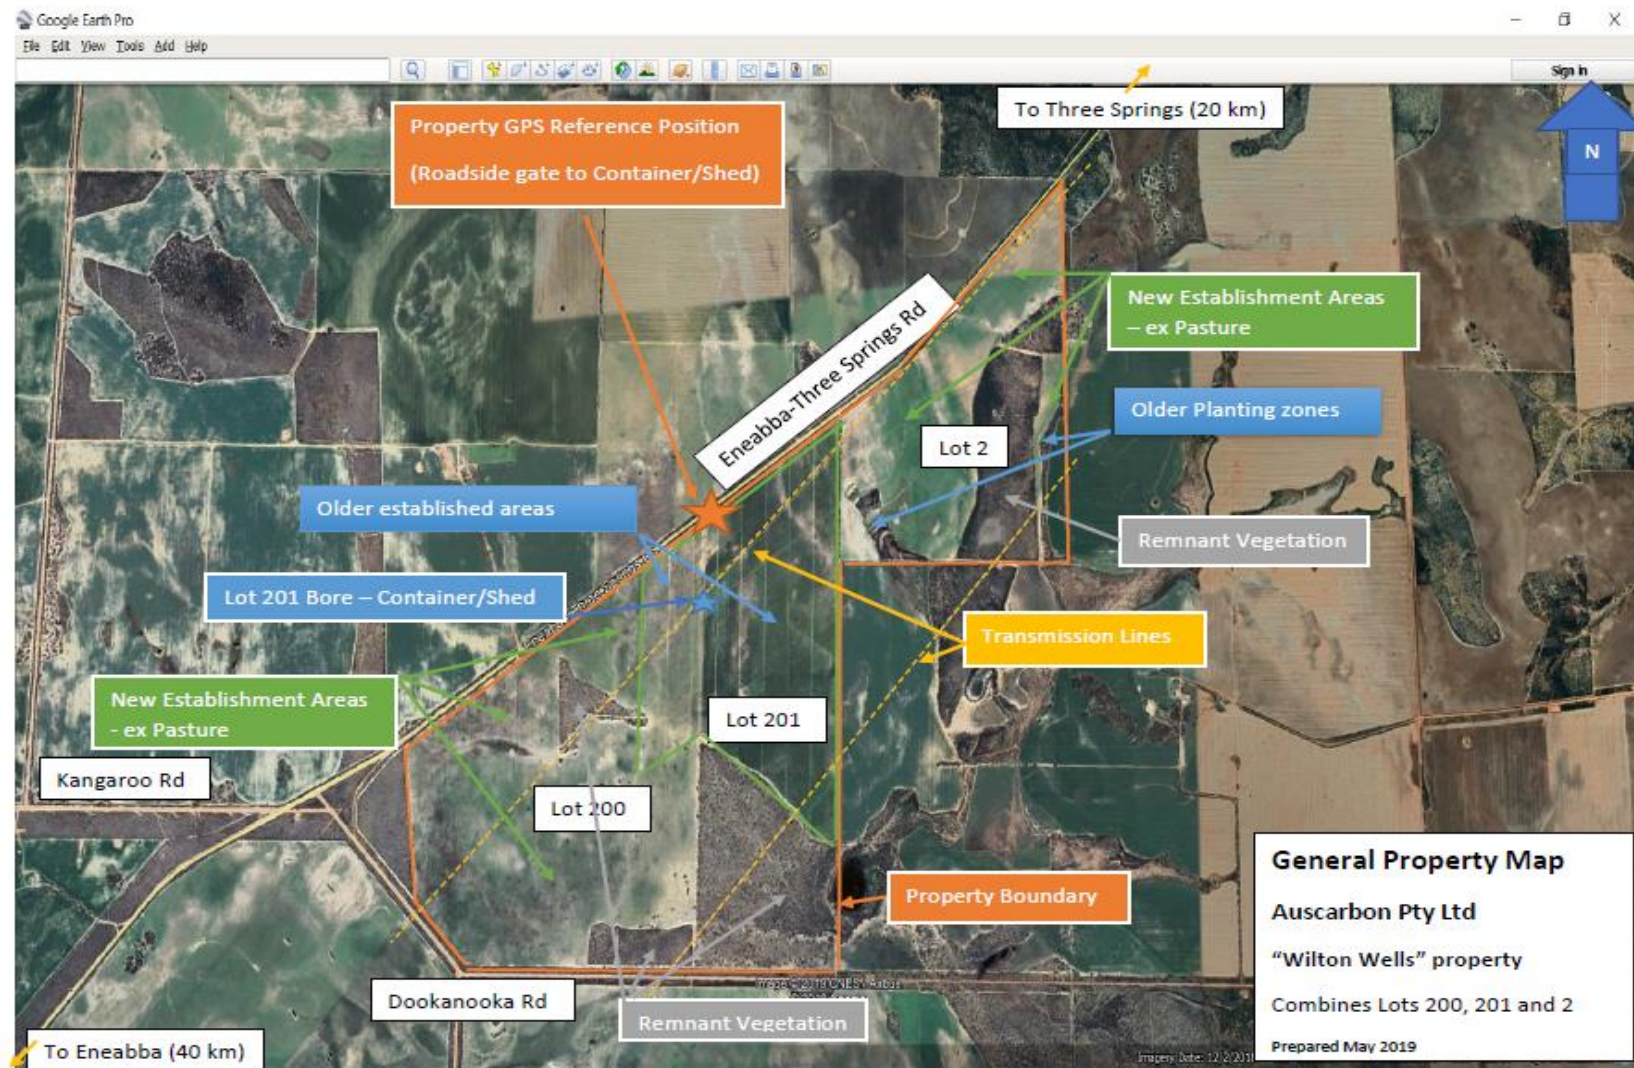 Google Earth Pro
File Edit View Tools Add Help
Sign in
To Three Springs (20 km)
N
Property GPS Reference Position
(Roadside gate to Container/Shed)
New Establishment Areas
– ex Pasture
Eneabba-Three Springs Rd
Older Planting zones
Lot 2
Older established areas
Remnant Vegetation
Lot 201 Bore – Container/Shed
Transmission Lines
New Establishment Areas
- ex Pasture
Lot 201
Kangaroo Rd
Lot 200
General Property Map
Auscarbon Pty Ltd
“Wilton Wells” property
Combines Lots 200, 201 and 2
Prepared May 2019
Property Boundary
Dookanooka Rd
Remnant Vegetation
To Eneabba (40 km)
Imagery Date: